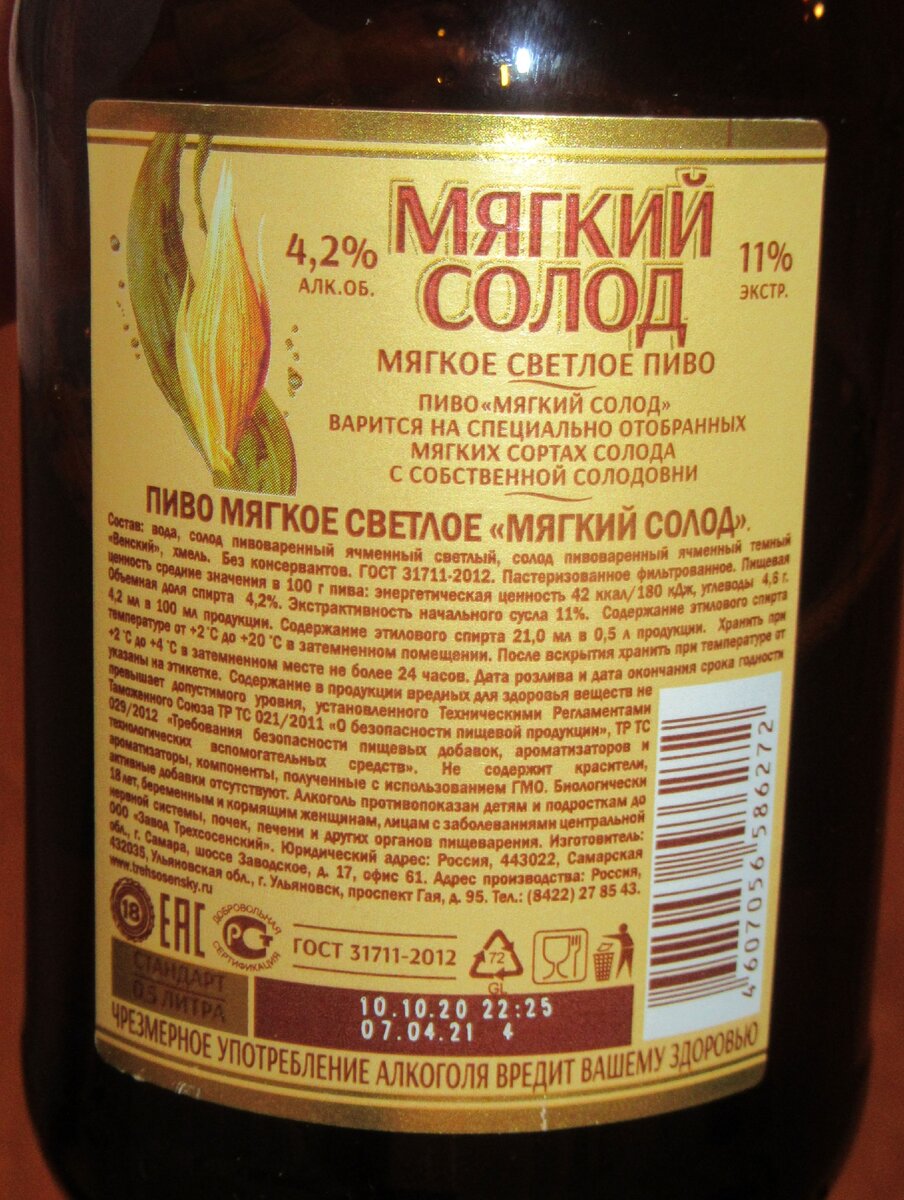 4,2%
АЛК.ОБ.
МЯГКИЙ
СОЛОД
11%
ЭКСТР.
МЯГКОЕ СВЕТЛОЕ ПИВО
ПИВО «МЯГКИЙ СОЛОД»
ВАРИТСЯ НА СПЕЦИАЛЬНО ОТОБРАННЫХ
МЯГКИХ СОРТАХ СОЛОДА
С СОБСТВЕННОЙ СОЛОДОВНИ
ПИВО МЯГКОЕ СВЕТЛОЕ «МЯГКИЙ СОЛОД».
Состав: вода, солод пивоваренный ячменный светлый, солод пивоваренный ячменный темный
«Венский», хмель. Без консервантов. ГОСТ 31711-2012. Пастеризованное фильтрованное. Пищевая
ценность средние значения в 100 г пива: энергетическая ценность 42 ккал/180 кДж, углеводы 4,6 г.
Объемная доля спирта 4,2%. Экстрактивность начального сусла 11%. Содержание этилового спирта
4,2 мл в 100 мл продукции. Содержание этилового спирта 21,0 мл в 0,5 л продукции. Хранить при
температуре от +2°С до +20°С в затемненном помещении. После вскрытия хранить при температуре от
+2°С до +4°С в затемненном месте не более 24 часов. Дата розлива и дата окончания срока годности
указаны на этикетке. Содержание в продукции вредных для здоровья веществ не
превышает допустимого уровня, установленного Техническими Регламентами
Таможенного Союза ТР ТС 021/2011 «О безопасности пищевой продукции», ТР ТС
029/2012 «Требования безопасности пищевых добавок, ароматизаторов и
технологических вспомогательных средств». Не содержит красители,
ароматизаторы, компоненты, полученные с использованием ГМО. Биологически
активные добавки отсутствуют. Алкоголь противопоказан детям и подросткам до
18 лет, беременным и кормящим женщинам, лицам с заболеваниями центральной
нервной системы, почек, печени и других органов пищеварения. Изготовитель:
ООО «Завод Трехсосенский». Юридический адрес: Россия, 443022, Самарская
обл., г. Самара, шоссе Заводское, д. 17, офис 61. Адрес производства: Россия,
432035, Ульяновская обл., г. Ульяновск, проспект Гая, д. 95. Тел.: (8422) 27 85 43.
www.trehsosensky.ru
4 607056 586272
18
EAC
ДОБРОВОЛЬНАЯ
РСТ
СЕРТИФИКАЦИЯ
ГОСТ 31711-2012
72
GL
СТАНДАРТ
0,5 ЛИТРА
10.10.20 22:25
07.04.21 4
ЧРЕЗМЕРНОЕ УПОТРЕБЛЕНИЕ АЛКОГОЛЯ ВРЕДИТ ВАШЕМУ ЗДОРОВЬЮ